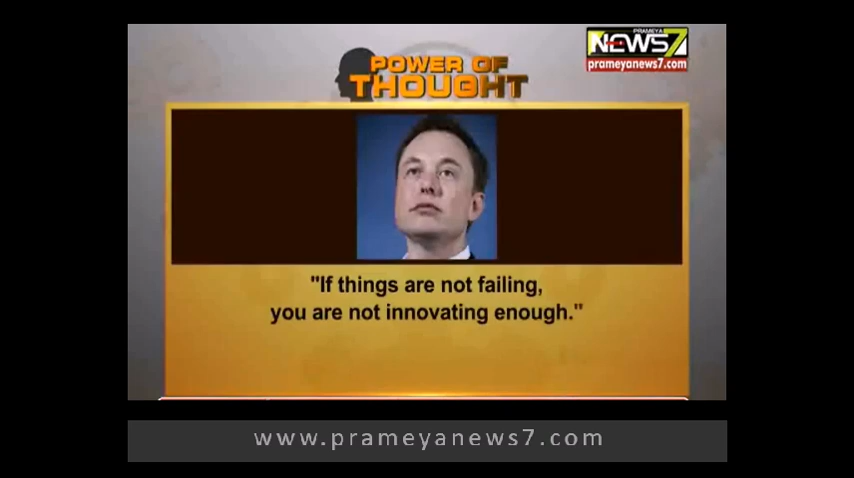 PRAMEYA
NEWS7
prameyanews7.com
POWER OF
THOUGHT
"If things are not failing,
you are not innovating enough."
www.prameyanews7.com